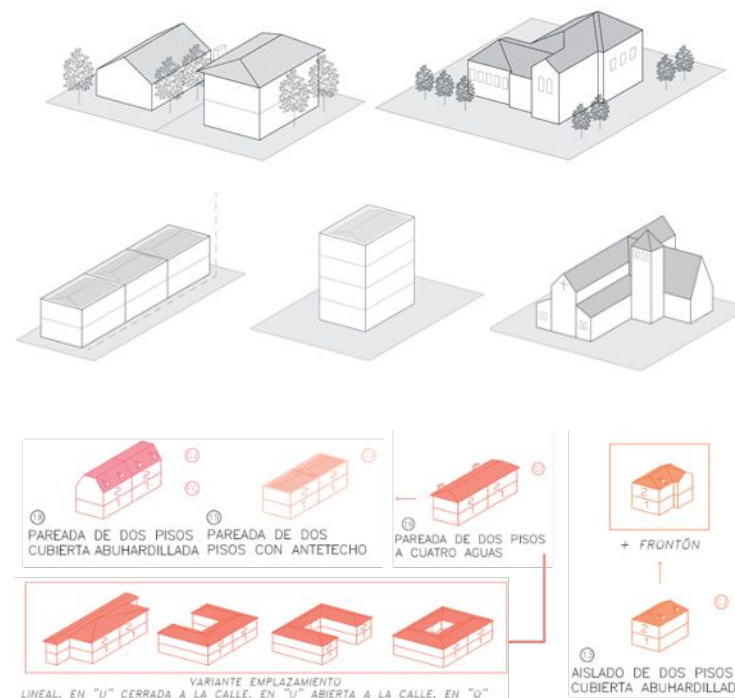 18
PAREADA DE DOS PISOS
CUBIERTA ABUHARDILLADA
19
PAREADA DE DOS
PISOS CON ANTETECHO
PAREADA DE DOS PISOS
A CUATRO AGUAS
+ FRONTÓN
VARIANTE EMPLAZAMIENTO
LINEAL, EN "U" CERRADA A LA CALLE, EN "U" ABIERTA A LA CALLE, EN "O"
13
AISLADO DE DOS PISOS
CUBIERTA ABUHARDILLAD